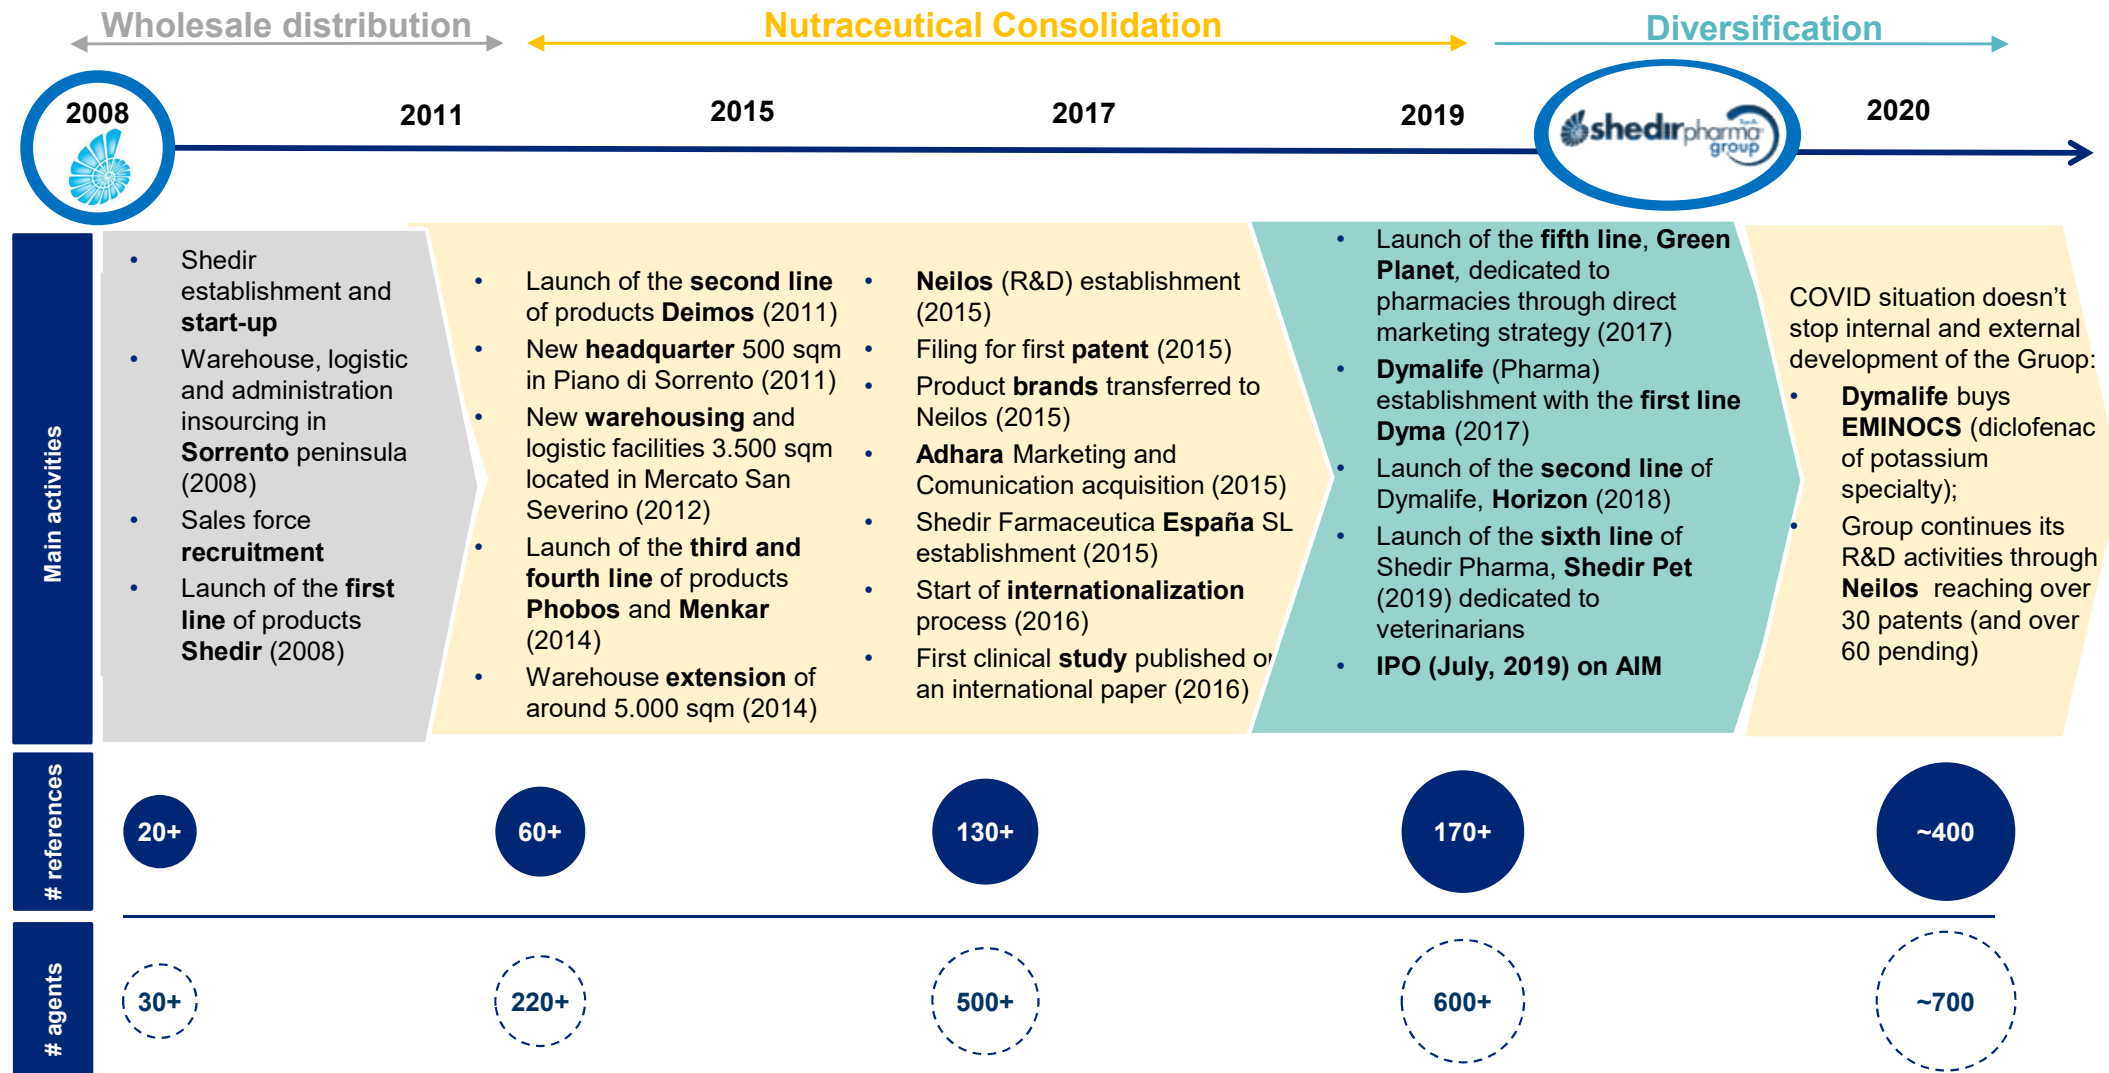 Wholesale distribution
Nutraceutical Consolidation
Diversification
2008
2011
2015
2017
2019
shedirpharma
group
2020
Main activities
• Shedir
establishment and
start-up
• Warehouse, logistic
and administration
insourcing in
Sorrento peninsula
(2008)
• Sales force
recruitment
• Launch of the first
line of products
Shedir (2008)
• Launch of the second line
of products Deimos (2011)
• New headquarter 500 sqm
in Piano di Sorrento (2011)
• New warehousing and
logistic facilities 3.500 sqm
located in Mercato San
Severino (2012)
• Launch of the third and
fourth line of products
Phobos and Menkar
(2014)
• Warehouse extension of
around 5.000 sqm (2014)
• Neilos (R&D) establishment
(2015)
• Filing for first patent (2015)
• Product brands transferred to
Neilos (2015)
• Adhara Marketing and
Comunication acquisition (2015)
• Shedir Farmaceutica España SL
establishment (2015)
• Start of internationalization
process (2016)
• First clinical study published on
an international paper (2016)
• Launch of the fifth line, Green
Planet, dedicated to
pharmacies through direct
marketing strategy (2017)
• Dymalife (Pharma)
establishment with the first line
Dyma (2017)
• Launch of the second line of
Dymalife, Horizon (2018)
• Launch of the sixth line of
Shedir Pharma, Shedir Pet
(2019) dedicated to
veterinarians
• IPO (July, 2019) on AIM
COVID situation doesn’t
stop internal and external
development of the Gruop:
• Dymalife buys
EMINOCS (diclofenac
of potassium
specialty);
• Group continues its
R&D activities through
Neilos reaching over
30 patents (and over
60 pending)
# references
20+
60+
130+
170+
~400
# agents
30+
220+
500+
600+
~700